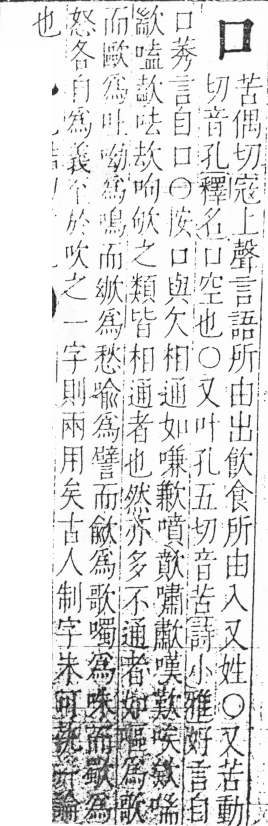 口
苦偶切寇上聲言語所由出飲食所由入又姓○又苦動
切音孔釋名口空也○又叶孔五切音苦詩小雅好言自
口莠言自口○按口與欠相通如嗛歉噴歕嘯歗嘆歎唉欸喘
歂嗑㰤呿㰦呴欨之類皆相通者也然亦多不通者如嘔為歌
而歐為吐呦為鳴而㰶為愁喻為譬而歈為歌噣為咮而歜為
怒各自為義至於吹之一字則兩用矣古人制字未可執一論
也